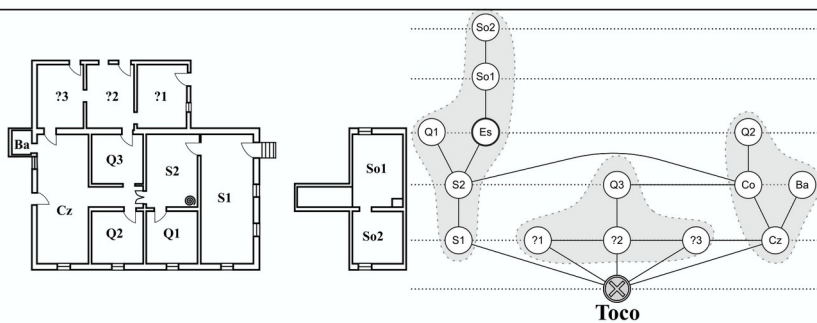 ?3 ?2 ?1
Ba
Q3 S2
Cz S1
Q2 Q1
So1
So2
So2
So1
Q1 Es Q2
S2 Q3 Co Ba
S1 ?1 ?2 ?3 Cz
Toco